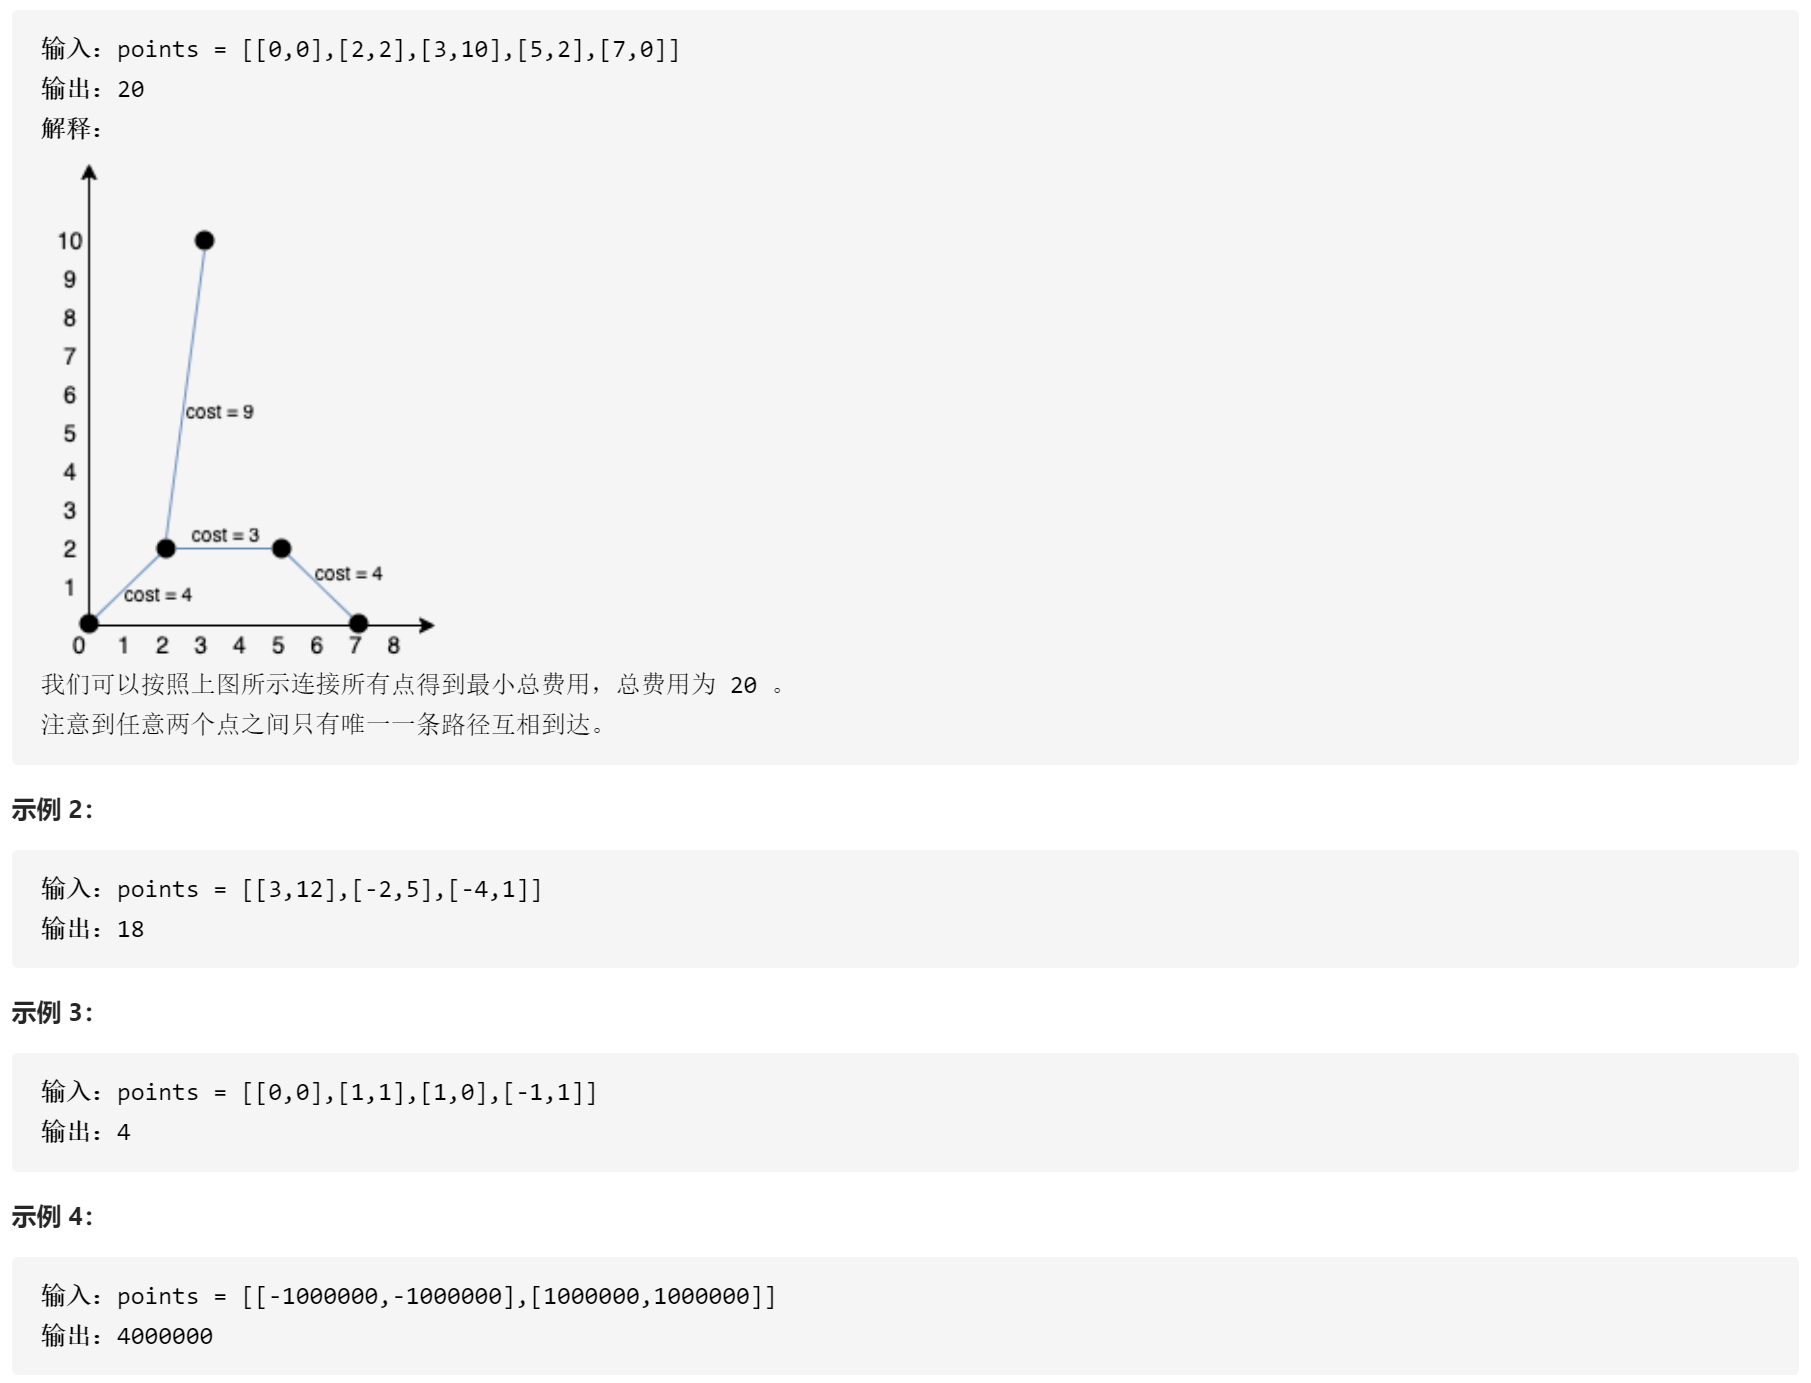 输入：points = [[0,0],[2,2],[3,10],[5,2],[7,0]]
输出：20
解释：
10
9
8
7
6
cost = 9
5
4
3
cost = 3
2
cost = 4
1
cost = 4
0 1 2 3 4 5 6 7 8
我们可以按照上图所示连接所有点得到最小总费用，总费用为 20 。
注意到任意两个点之间只有唯一一条路径互相到达。
示例 2：
输入：points = [[3,12],[-2,5],[-4,1]]
输出：18
示例 3：
输入：points = [[0,0],[1,1],[1,0],[-1,1]]
输出：4
示例 4：
输入：points = [[-1000000,-1000000],[1000000,1000000]]
输出：4000000